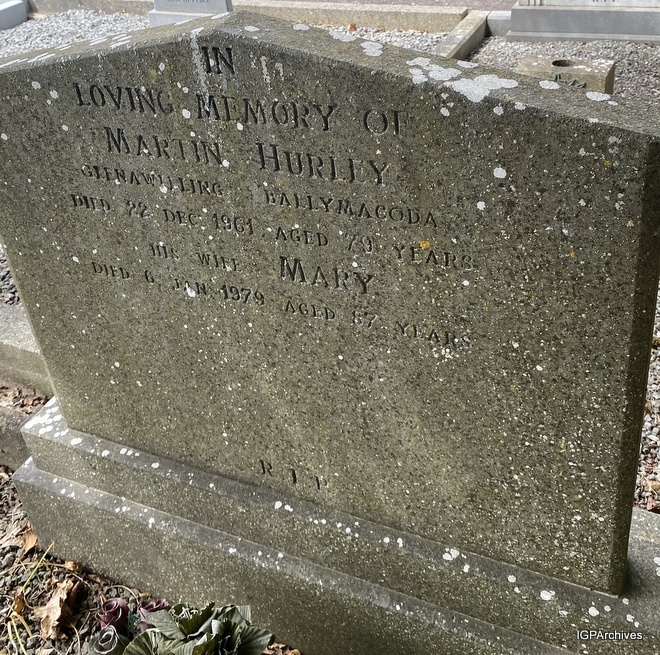 IN
LOVING MEMORY OF
MARTIN HURLEY
GLENAWILLING BALLYMACODA
DIED 22 DEC. 1961 AGED 79 YEARS
HIS WIFE MARY
DIED 6 JAN 1979 AGED 87 YEARS
R I P
IGPArchives